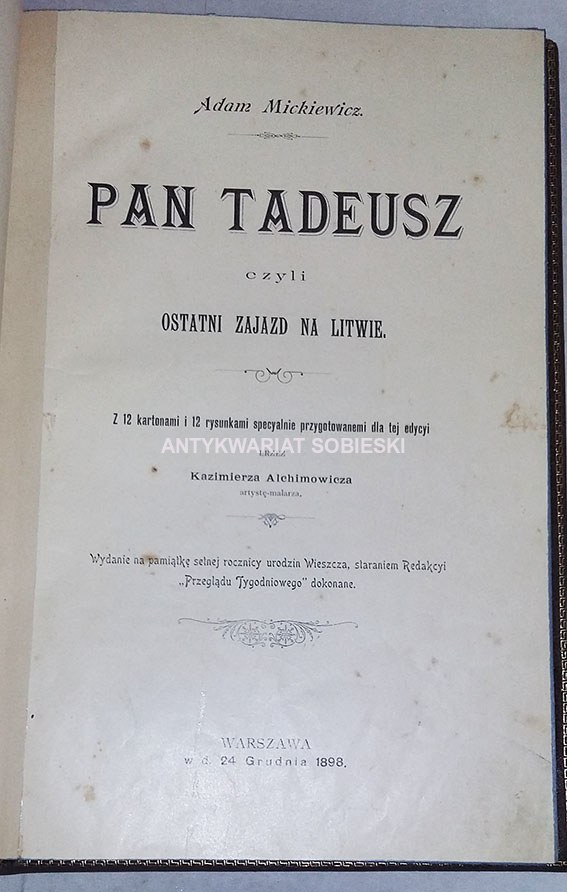 Adam Mickiewicz.
PAN TADEUSZ
czyli
OSTATNI ZAJAZD NA LITWIE.
Z 12 kartonami i 12 rysunkami specyalnie przygotowanemi dla tej edycyi
ANTYKWARIAT SOBIESKI
PRZEZ
Kazimierza Alchimowicza
artystę-malarza.
Wydanie na pamiątkę setnej rocznicy urodzin Wieszcza, staraniem Redakcyi
„Przeglądu Tygodniowego" dokonane.
WARSZAWA
w d. 24 Grudnia 1898.